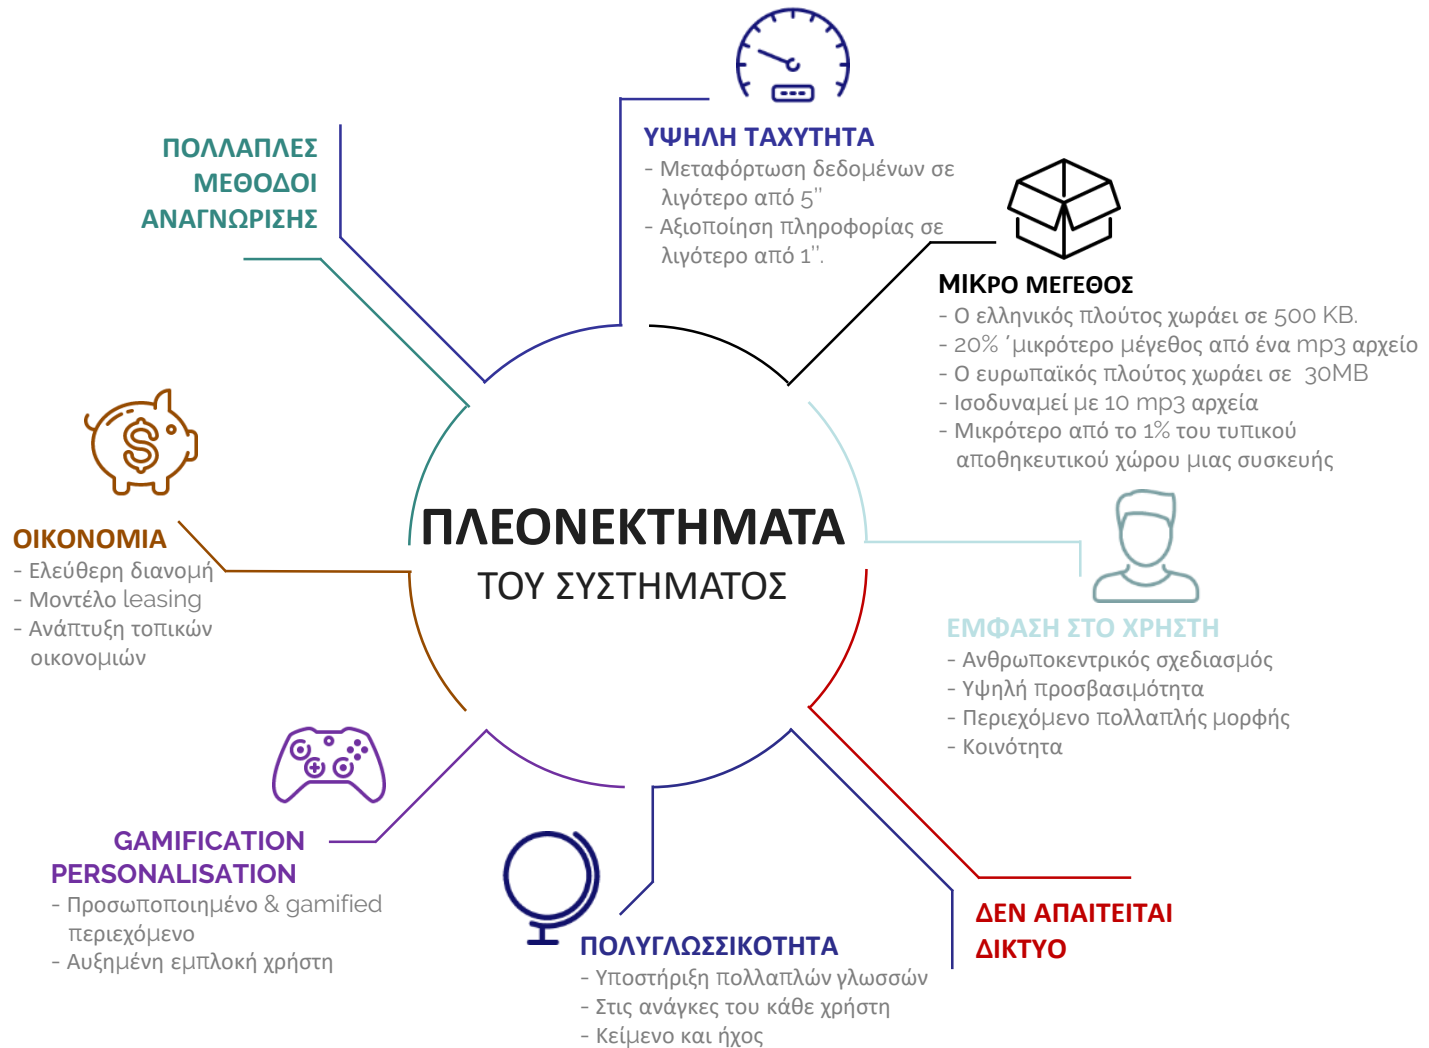 ΥΨΗΛΗ ΤΑΧΥΤΗΤΑ
- Μεταφόρτωση δεδομένων σε
λιγότερο από 5’’
- Αξιοποίηση πληροφορίας σε
λιγότερο από 1’’.
ΠΟΛΛΑΠΛΕΣ
ΜΕΘΟΔΟΙ
ΑΝΑΓΝΩΡΙΣΗΣ
ΜΙΚΡΟ ΜΕΓΕΘΟΣ
- Ο ελληνικός πλούτος χωράει σε 500 KB.
- 20% ΄μικρότερο μέγεθος από ένα mp3 αρχείο
- Ο ευρωπαϊκός πλούτος χωράει σε 30MB
- Ισοδυναμεί με 10 mp3 αρχεία
- Μικρότερο από το 1% του τυπικού
αποθηκευτικού χώρου μιας συσκευής
ΠΛΕΟΝΕΚΤΗΜΑΤΑ
ΤΟΥ ΣΥΣΤΗΜΑΤΟΣ
ΟΙΚΟΝΟΜΙΑ
- Ελεύθερη διανομή
- Μοντέλο leasing
- Ανάπτυξη τοπικών
οικονομιών
ΕΜΦΑΣΗ ΣΤΟ ΧΡΗΣΤΗ
- Ανθρωποκεντρικός σχεδιασμός
- Υψηλή προσβασιμότητα
- Περιεχόμενο πολλαπλής μορφής
- Κοινότητα
GAMIFICATION
PERSONALISATION
- Προσωποποιημένο & gamified
περιεχόμενο
- Αυξημένη εμπλοκή χρήστη
ΠΟΛΥΓΛΩΣΣΙΚΟΤΗΤΑ
- Υποστήριξη πολλαπλών γλωσσών
- Στις ανάγκες του κάθε χρήστη
- Κείμενο και ήχος
ΔΕΝ ΑΠΑΙΤΕΙΤΑΙ
ΔΙΚΤΥΟ